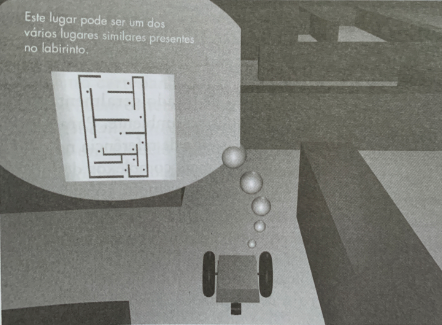 Este lugar pode ser um dos
vários lugares similares presentes
no labirinto.